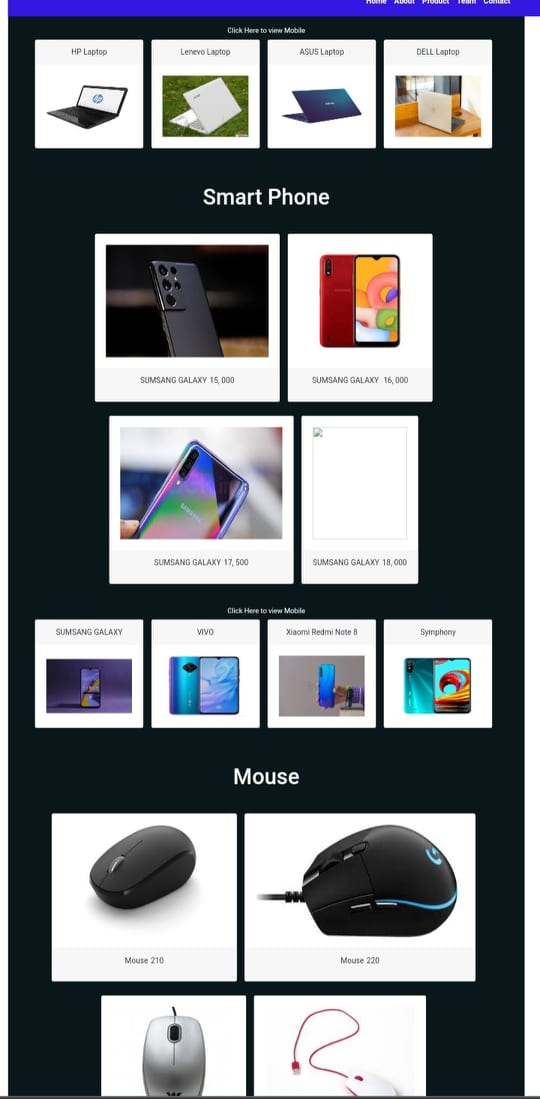 Home About Product Team Contact
Click Here to view Mobile
HP Laptop
Lenevo Laptop
ASUS Laptop
DELL Laptop
Smart Phone
SUMSANG GALAXY 15, 000
SUMSANG GALAXY 16, 000
SAMSUNG
SUMSANG GALAXY 17, 500
SUMSANG GALAXY 18, 000
Click Here to view Mobile
SUMSANG GALAXY
VIVO
Xiaomi Redmi Note 8
Symphony
Mouse
Mouse 210
Mouse 220